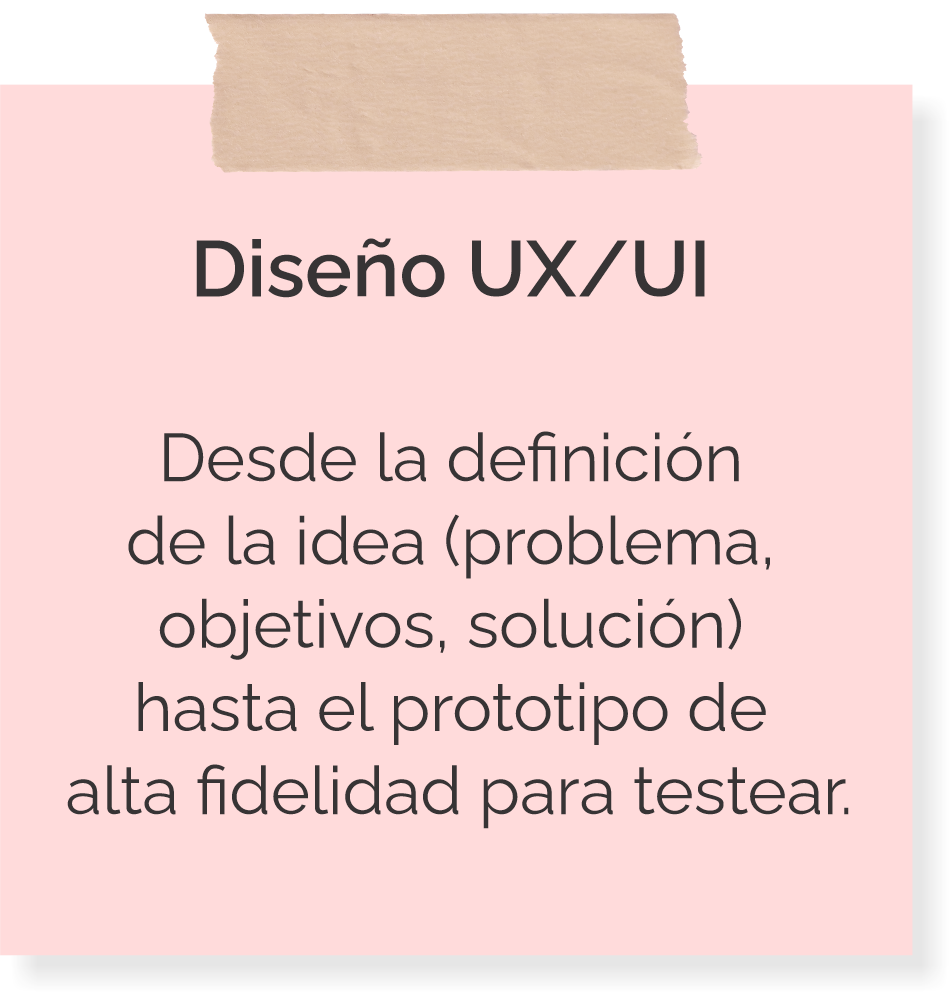 Diseño UX/UI
Desde la definición
de la idea (problema,
objetivos, solución)
hasta el prototipo de
alta fidelidad para testear.